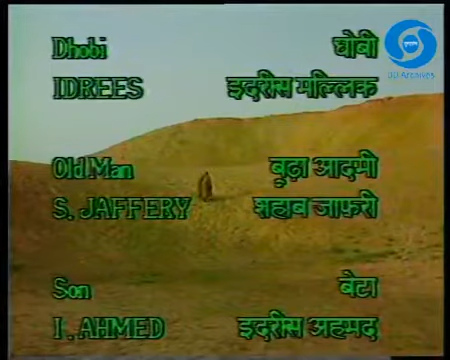 Dhobi धोबी
IDREES इदरीस मल्लिक
Old Man बूढ़ा आदमी
S. JAFFERY शहाब जाफ़री
Son बेटा
I. AHMED इदरीस अहमद
DD Archives